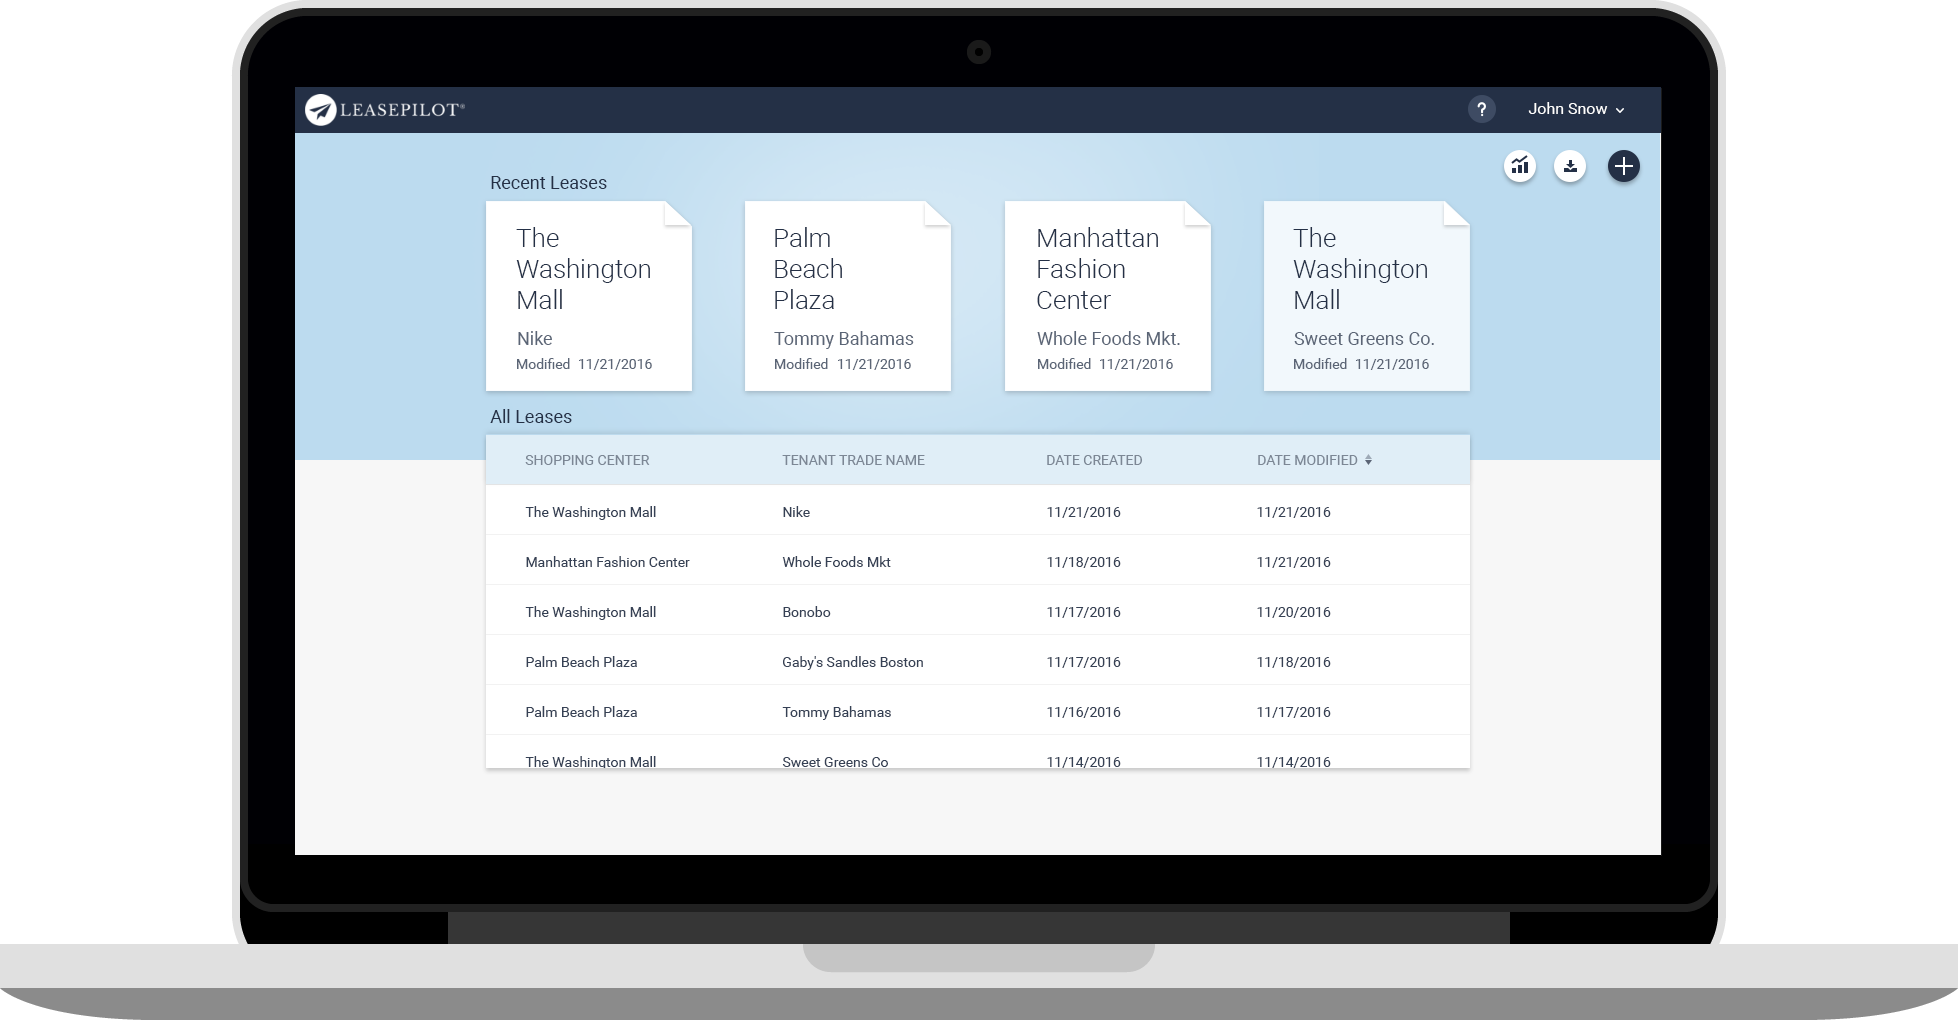 LEASEPILOT®
?
John Snow
Recent Leases
The
Washington
Mall
Nike
Modified 11/21/2016
Palm
Beach
Plaza
Tommy Bahamas
Modified 11/21/2016
Manhattan
Fashion
Center
Whole Foods Mkt.
Modified 11/21/2016
The
Washington
Mall
Sweet Greens Co.
Modified 11/21/2016
All Leases
SHOPPING CENTER TENANT TRADE NAME DATE CREATED DATE MODIFIED
The Washington Mall Nike 11/21/2016 11/21/2016
Manhattan Fashion Center Whole Foods Mkt 11/18/2016 11/21/2016
The Washington Mall Bonobo 11/17/2016 11/20/2016
Palm Beach Plaza Gaby's Sandles Boston 11/17/2016 11/18/2016
Palm Beach Plaza Tommy Bahamas 11/16/2016 11/17/2016
The Washington Mall Sweet Greens Co 11/14/2016 11/14/2016